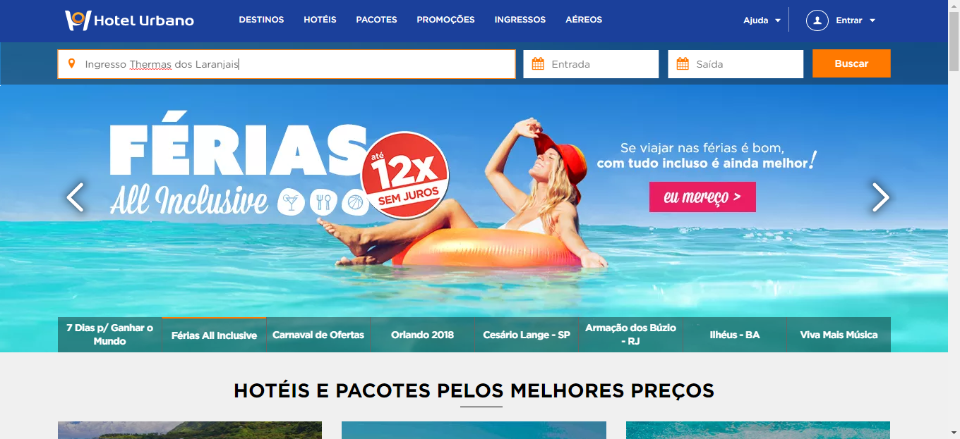 Hotel Urbano
DESTINOS HOTÉIS PACOTES PROMOÇÕES INGRESSOS AÉREOS
Ajuda
Entrar
Ingresso Thermas dos Laranjais
Entrada
Saída
Buscar
FÉRIAS
All Inclusive
até
12X
SEM JUROS
Se viajar nas férias é bom,
com tudo incluso é ainda melhor!
eu mereço >
7 Dias p/ Ganhar o
Mundo
Férias All Inclusive
Carnaval de Ofertas
Orlando 2018
Cesário Lange - SP
Armação dos Búzio
- RJ
Ilhéus - BA
Viva Mais Música
HOTÉIS E PACOTES PELOS MELHORES PREÇOS